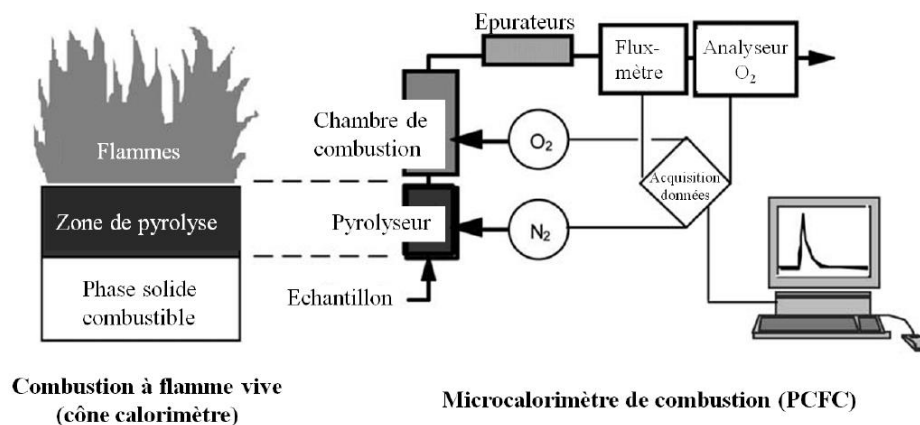 Flammes
Zone de pyrolyse
Phase solide
combustible
Combustion à flamme vive
(cône calorimètre)
Epurateurs
Flux-
mètre
Analyseur
O₂
Chambre de
combustion
O₂
Acquisition
données
Pyrolyseur
N₂
Echantillon
Microcalorimètre de combustion (PCFC)